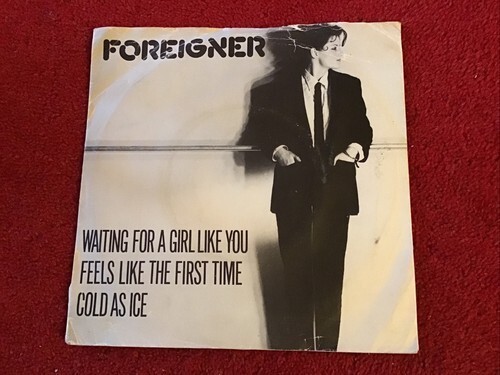 FOREIGNER
WAITING FOR A GIRL LIKE YOU
FEELS LIKE THE FIRST TIME
COLD AS ICE